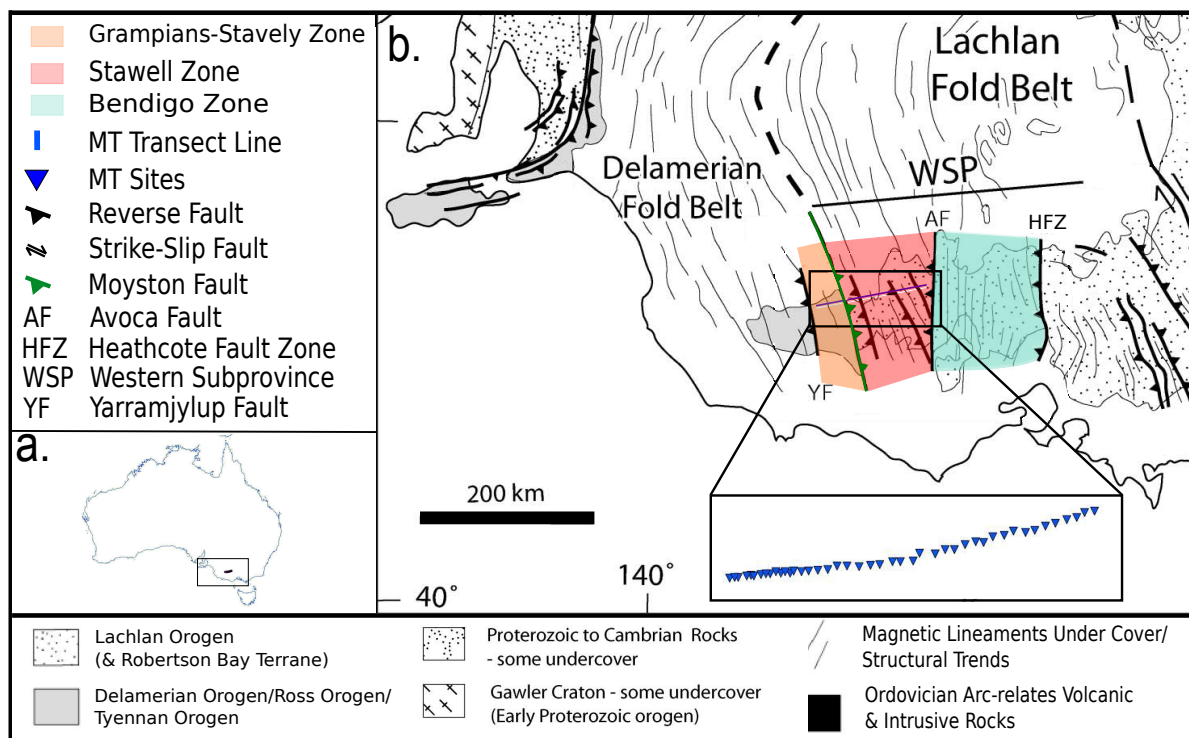 Grampians-Stavely Zone
Stawell Zone
Bendigo Zone
MT Transect Line
MT Sites
Reverse Fault
Strike-Slip Fault
Moyston Fault
AF Avoca Fault
HFZ Heathcote Fault Zone
WSP Western Subprovince
YF Yarramjylup Fault
a.
b.
Lachlan
Fold Belt
Delamerian
Fold Belt
WSP
AF
HFZ
YF
200 km
140°
40°
Lachlan Orogen
(& Robertson Bay Terrane)
Delamerian Orogen/Ross Orogen/
Tyennan Orogen
Proterozoic to Cambrian Rocks
- some undercover
Gawler Craton - some undercover
(Early Proterozoic orogen)
Magnetic Lineaments Under Cover/
Structural Trends
Ordovician Arc-relates Volcanic
& Intrusive Rocks